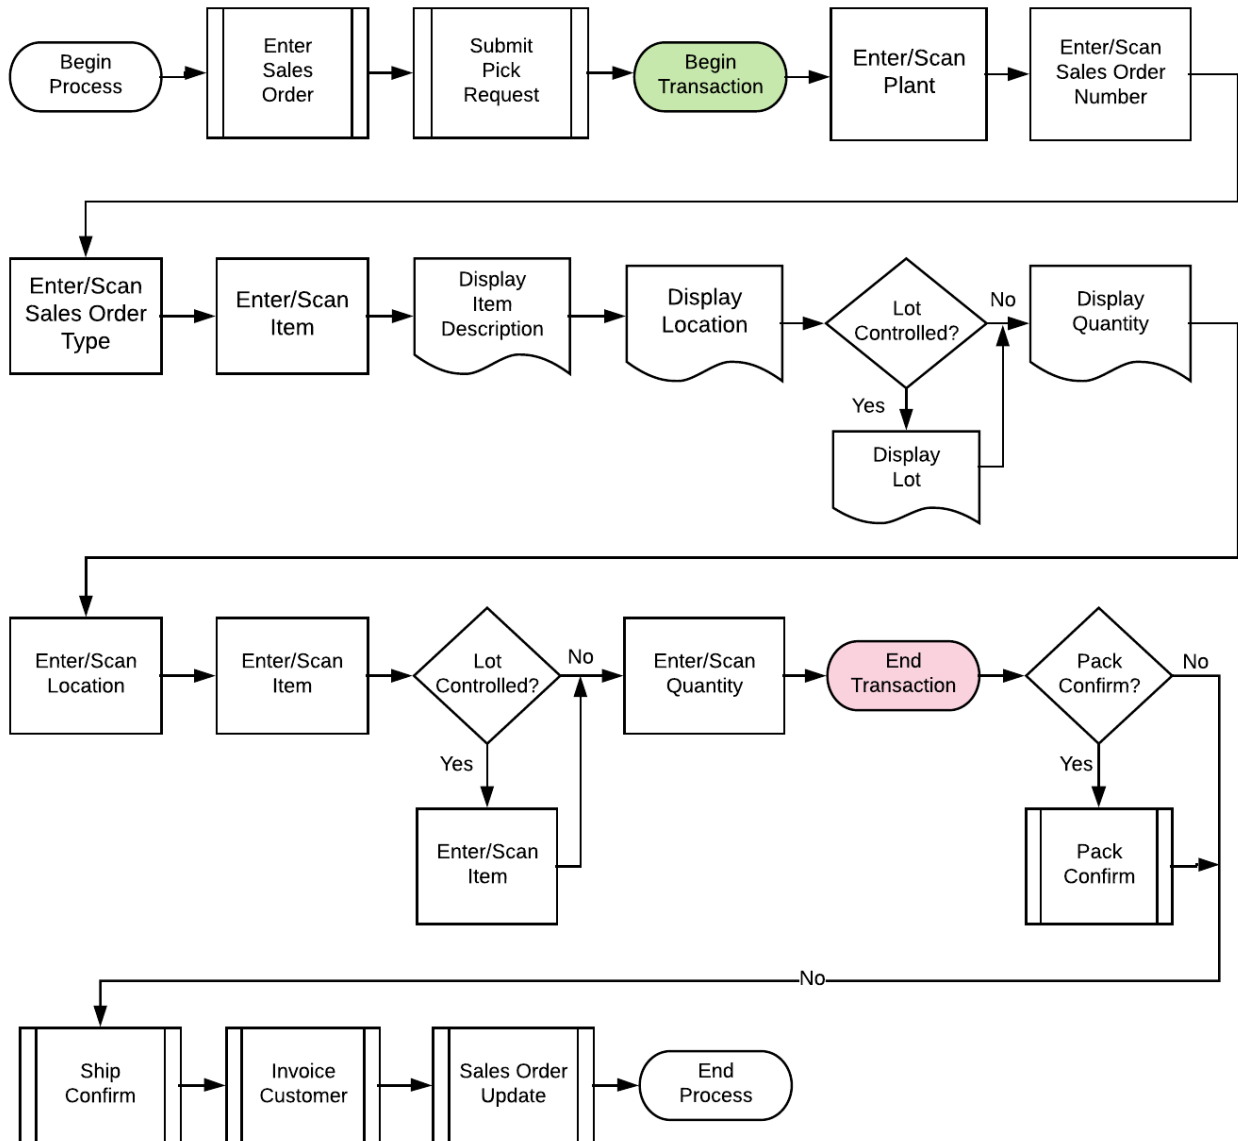 Begin
Process
Enter
Sales
Order
Submit
Pick
Request
Begin
Transaction
Enter/Scan
Plant
Enter/Scan
Sales Order
Number
Enter/Scan
Sales Order
Type
Enter/Scan
Item
Display
Item
Description
Display
Location
Lot
Controlled?
No
Yes
Display
Lot
Display
Quantity
Enter/Scan
Location
Enter/Scan
Item
Lot
Controlled?
No
Yes
Enter/Scan
Item
Enter/Scan
Quantity
End
Transaction
Pack
Confirm?
No
Yes
Pack
Confirm
No
Ship
Confirm
Invoice
Customer
Sales Order
Update
End
Process